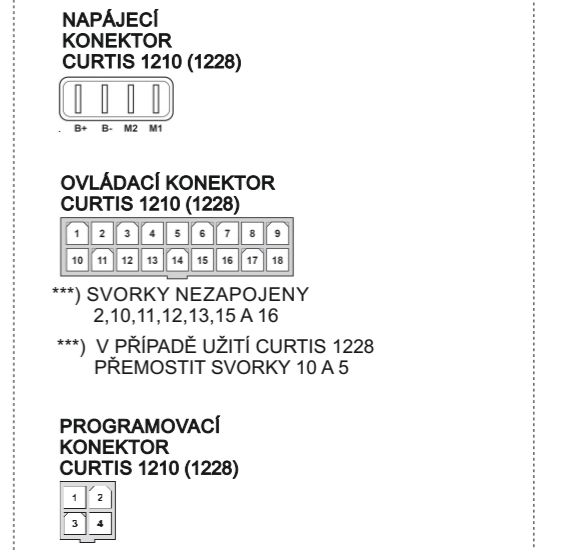 NAPÁJECÍ
KONEKTOR
CURTIS 1210 (1228)
B+ B- M2 M1
OVLÁDACÍ KONEKTOR
CURTIS 1210 (1228)
1 2 3 4 5 6 7 8 9
10 11 12 13 14 15 16 17 18
***) SVORKY NEZAPOJENY
2,10,11,12,13,15 A 16
***) V PŘÍPADĚ UŽITÍ CURTIS 1228
PŘEMOSTIT SVORKY 10 A 5
PROGRAMOVACÍ
KONEKTOR
CURTIS 1210 (1228)
1 2
3 4